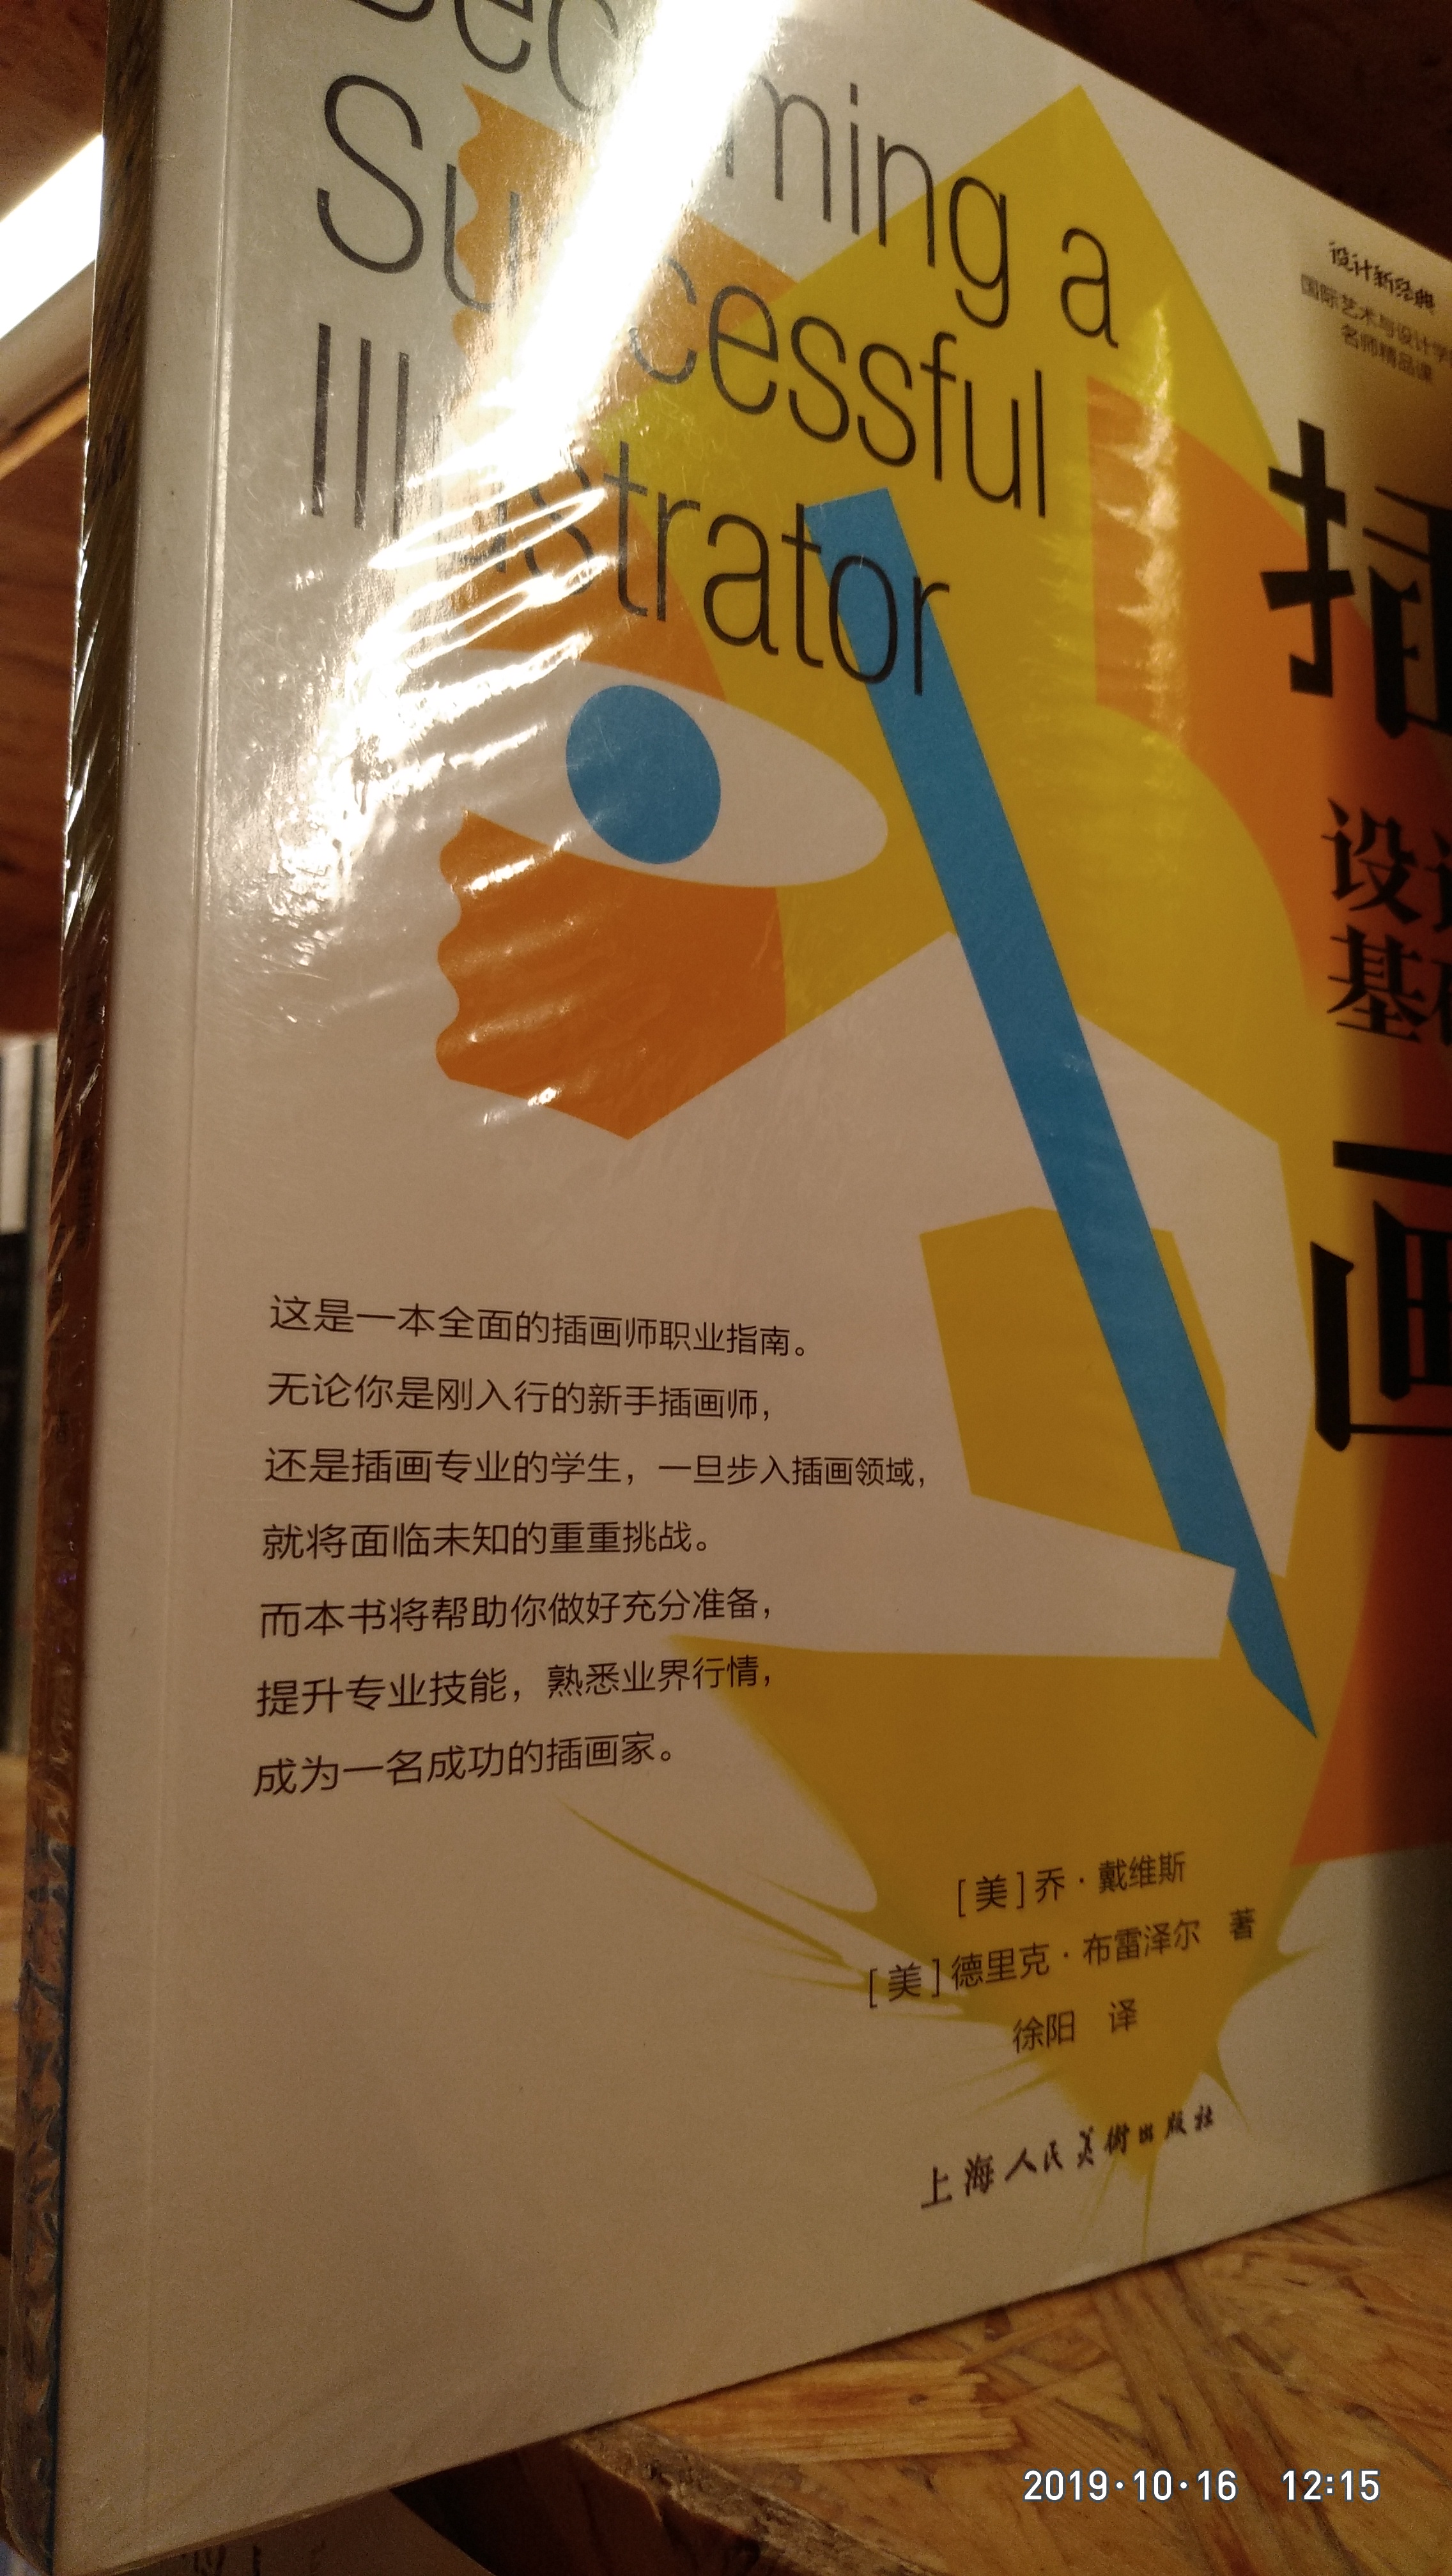 Becoming a
Successful
Illustrator
设计新经典
国际艺术与设计学
名师精品课
插
设计
基础
画
这是一本全面的插画师职业指南。
无论你是刚入行的新手插画师，
还是插画专业的学生，一旦步入插画领域，
就将面临未知的重重挑战。
而本书将帮助你做好充分准备，
提升专业技能，熟悉业界行情，
成为一名成功的插画家。
[美]乔·戴维斯
[美]德里克·布雷泽尔 著
徐阳 译
上海人民美術出版社
2019·10·16 12:15